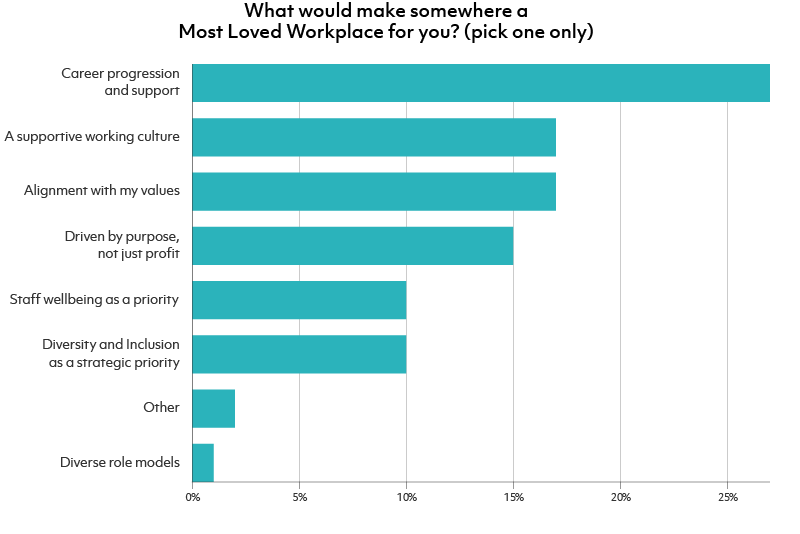 What would make somewhere a
Most Loved Workplace for you? (pick one only)
Career progression
and support
A supportive working culture
Alignment with my values
Driven by purpose,
not just profit
Staff wellbeing as a priority
Diversity and Inclusion
as a strategic priority
Other
Diverse role models
0% 5% 10% 15% 20% 25%